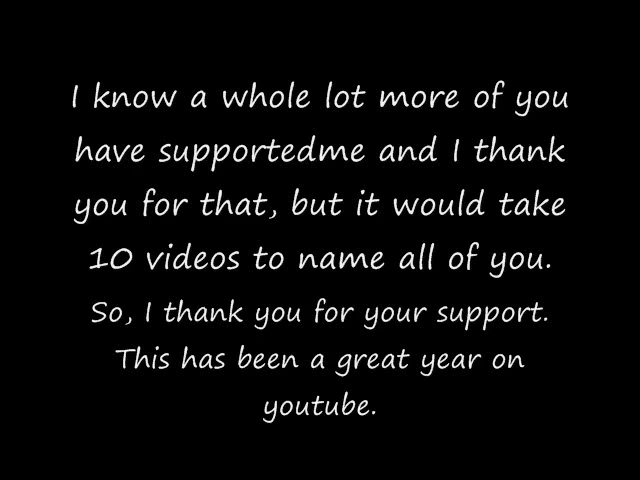 I know a whole lot more of you
have supportedme and I thank
you for that, but it would take
10 videos to name all of you.
So, I thank you for your support.
This has been a great year on
youtube.